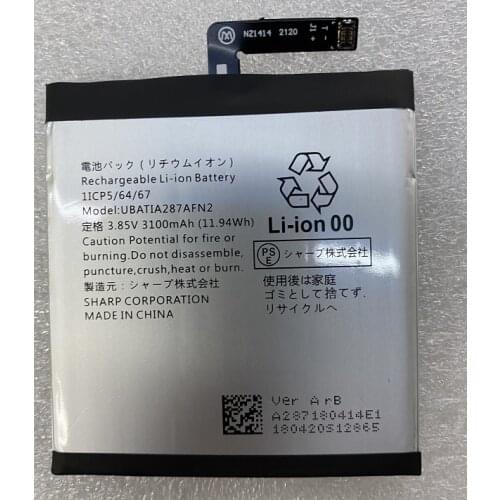 NZ1414 2120
J1 + T -
電池パック（リチウムイオン）
Rechargeable Li-ion Battery
1ICP5/64/67
Model:UBATIA287AFN2
定格 3.85V 3100mAh (11.94Wh)
Caution Potential for fire or
burning.Do not disassemble,
puncture,crush,heat or burn.
製造元：シャープ株式会社
SHARP CORPORATION
MADE IN CHINA
Li-ion 00
PS
E
シャープ株式会社
使用後は家庭
ゴミとして捨てず.
リサイクルへ
Ver ArB
A287180414E1
180420S12865